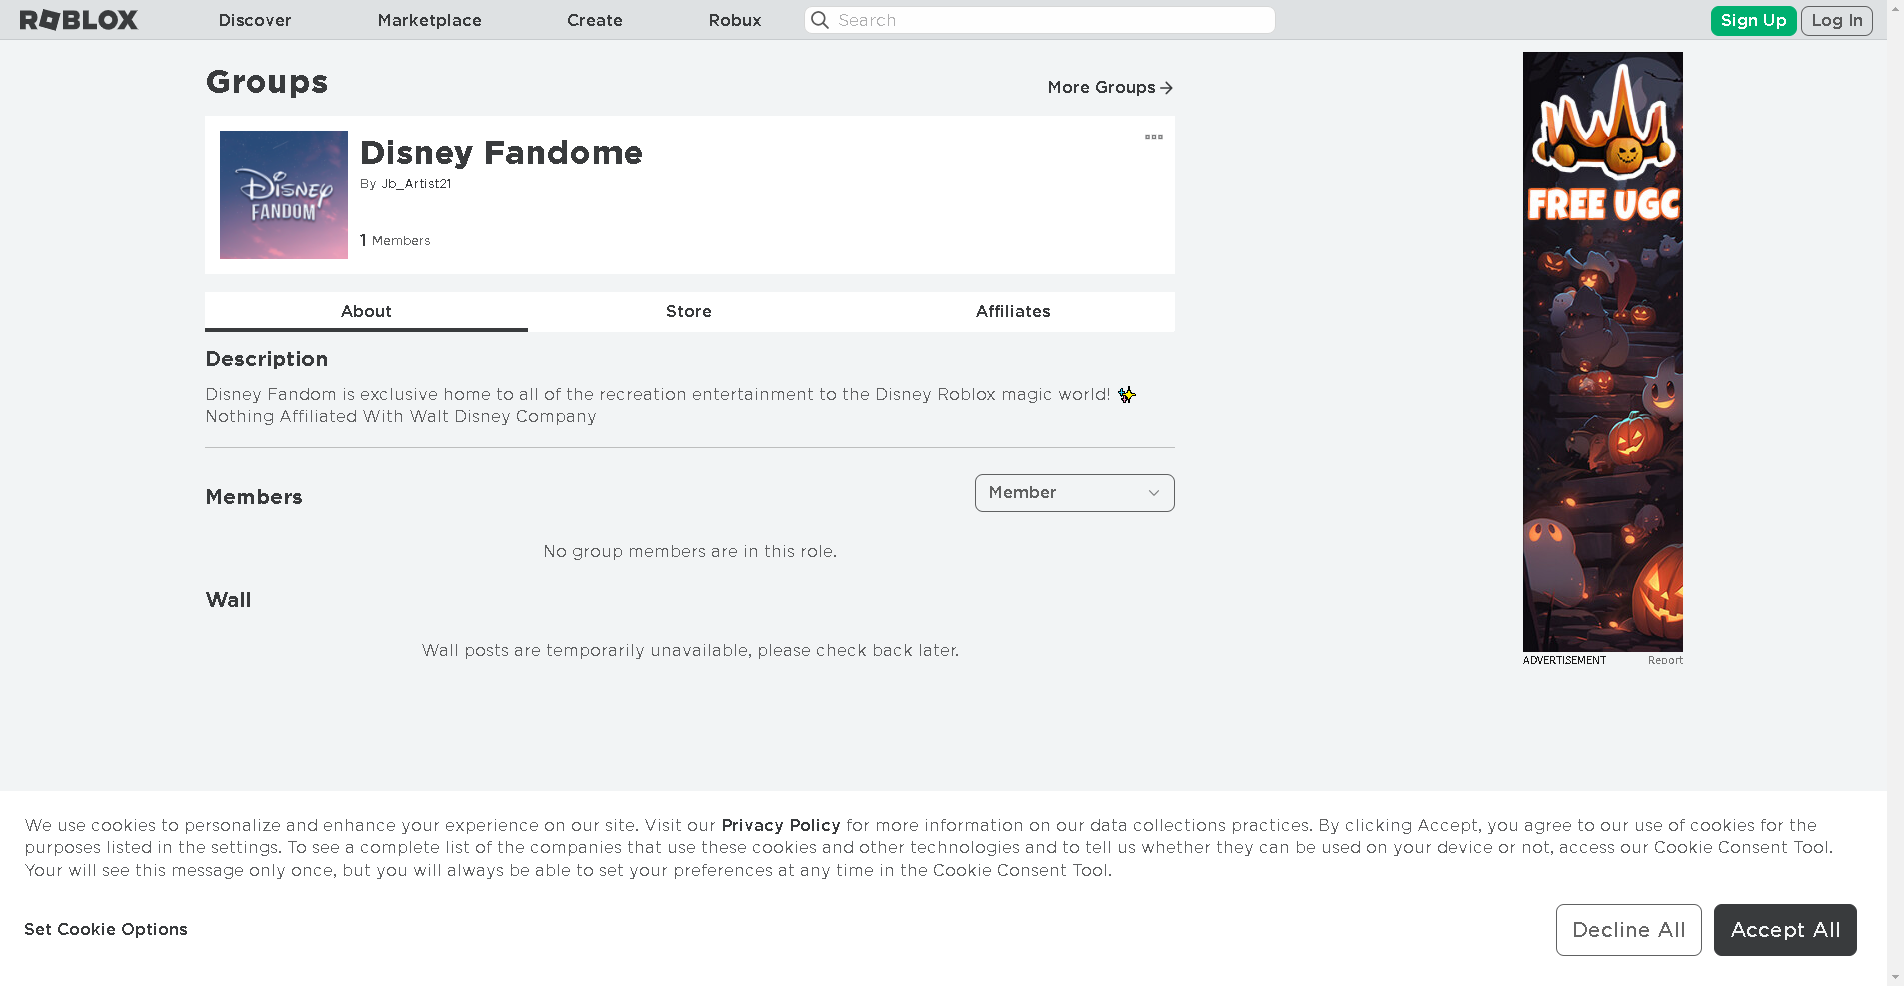 ROBLOX Discover Marketplace Create Robux Search Sign Up Log In
Groups
More Groups
DISNEY
FANDOM
Disney Fandome
By Jb_Artist21
1 Members
About Store Affiliates
Description
Disney Fandom is exclusive home to all of the recreation entertainment to the Disney Roblox magic world! ✨
Nothing Affiliated With Walt Disney Company
Members
Member
No group members are in this role.
Wall
Wall posts are temporarily unavailable, please check back later.
FREE UGC
ADVERTISEMENT Report
We use cookies to personalize and enhance your experience on our site. Visit our Privacy Policy for more information on our data collections practices. By clicking Accept, you agree to our use of cookies for the
purposes listed in the settings. To see a complete list of the companies that use these cookies and other technologies and to tell us whether they can be used on your device or not, access our Cookie Consent Tool.
Your will see this message only once, but you will always be able to set your preferences at any time in the Cookie Consent Tool.
Set Cookie Options
Decline All
Accept All